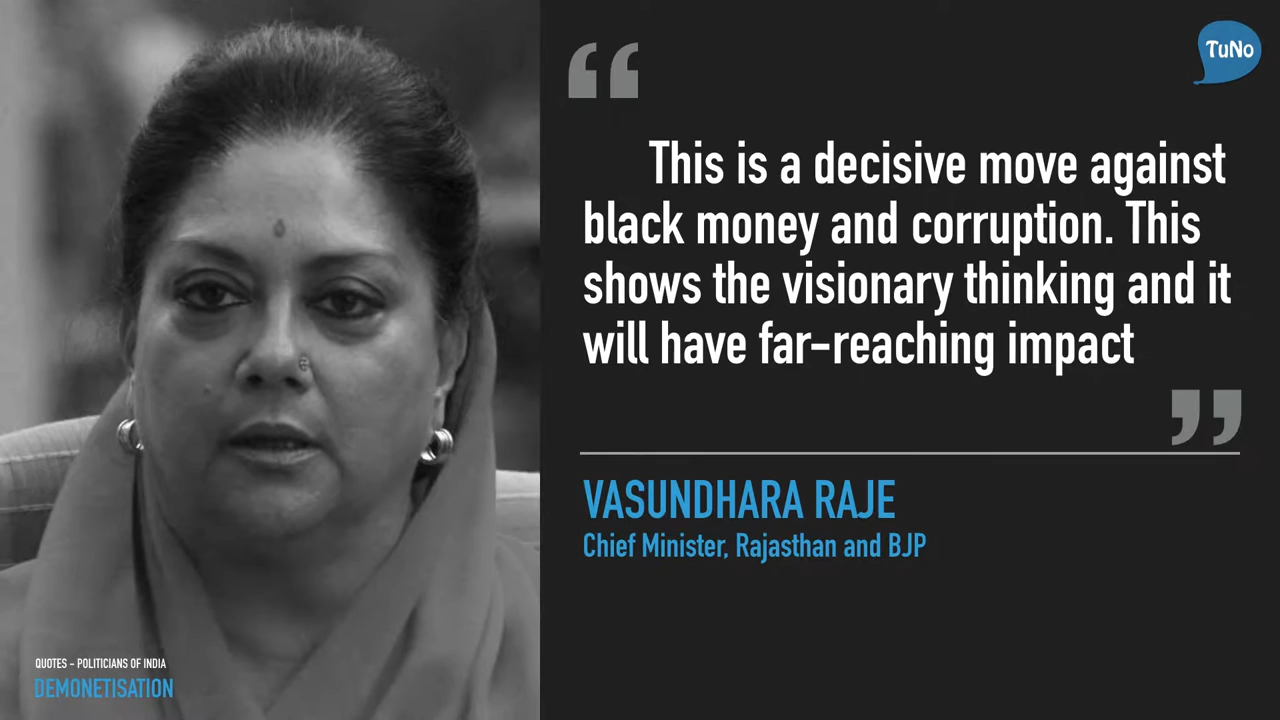 TuNo
“
This is a decisive move against
black money and corruption. This
shows the visionary thinking and it
will have far-reaching impact
”
VASUNDHARA RAJE
Chief Minister, Rajasthan and BJP
QUOTES - POLITICIANS OF INDIA
DEMONETISATION